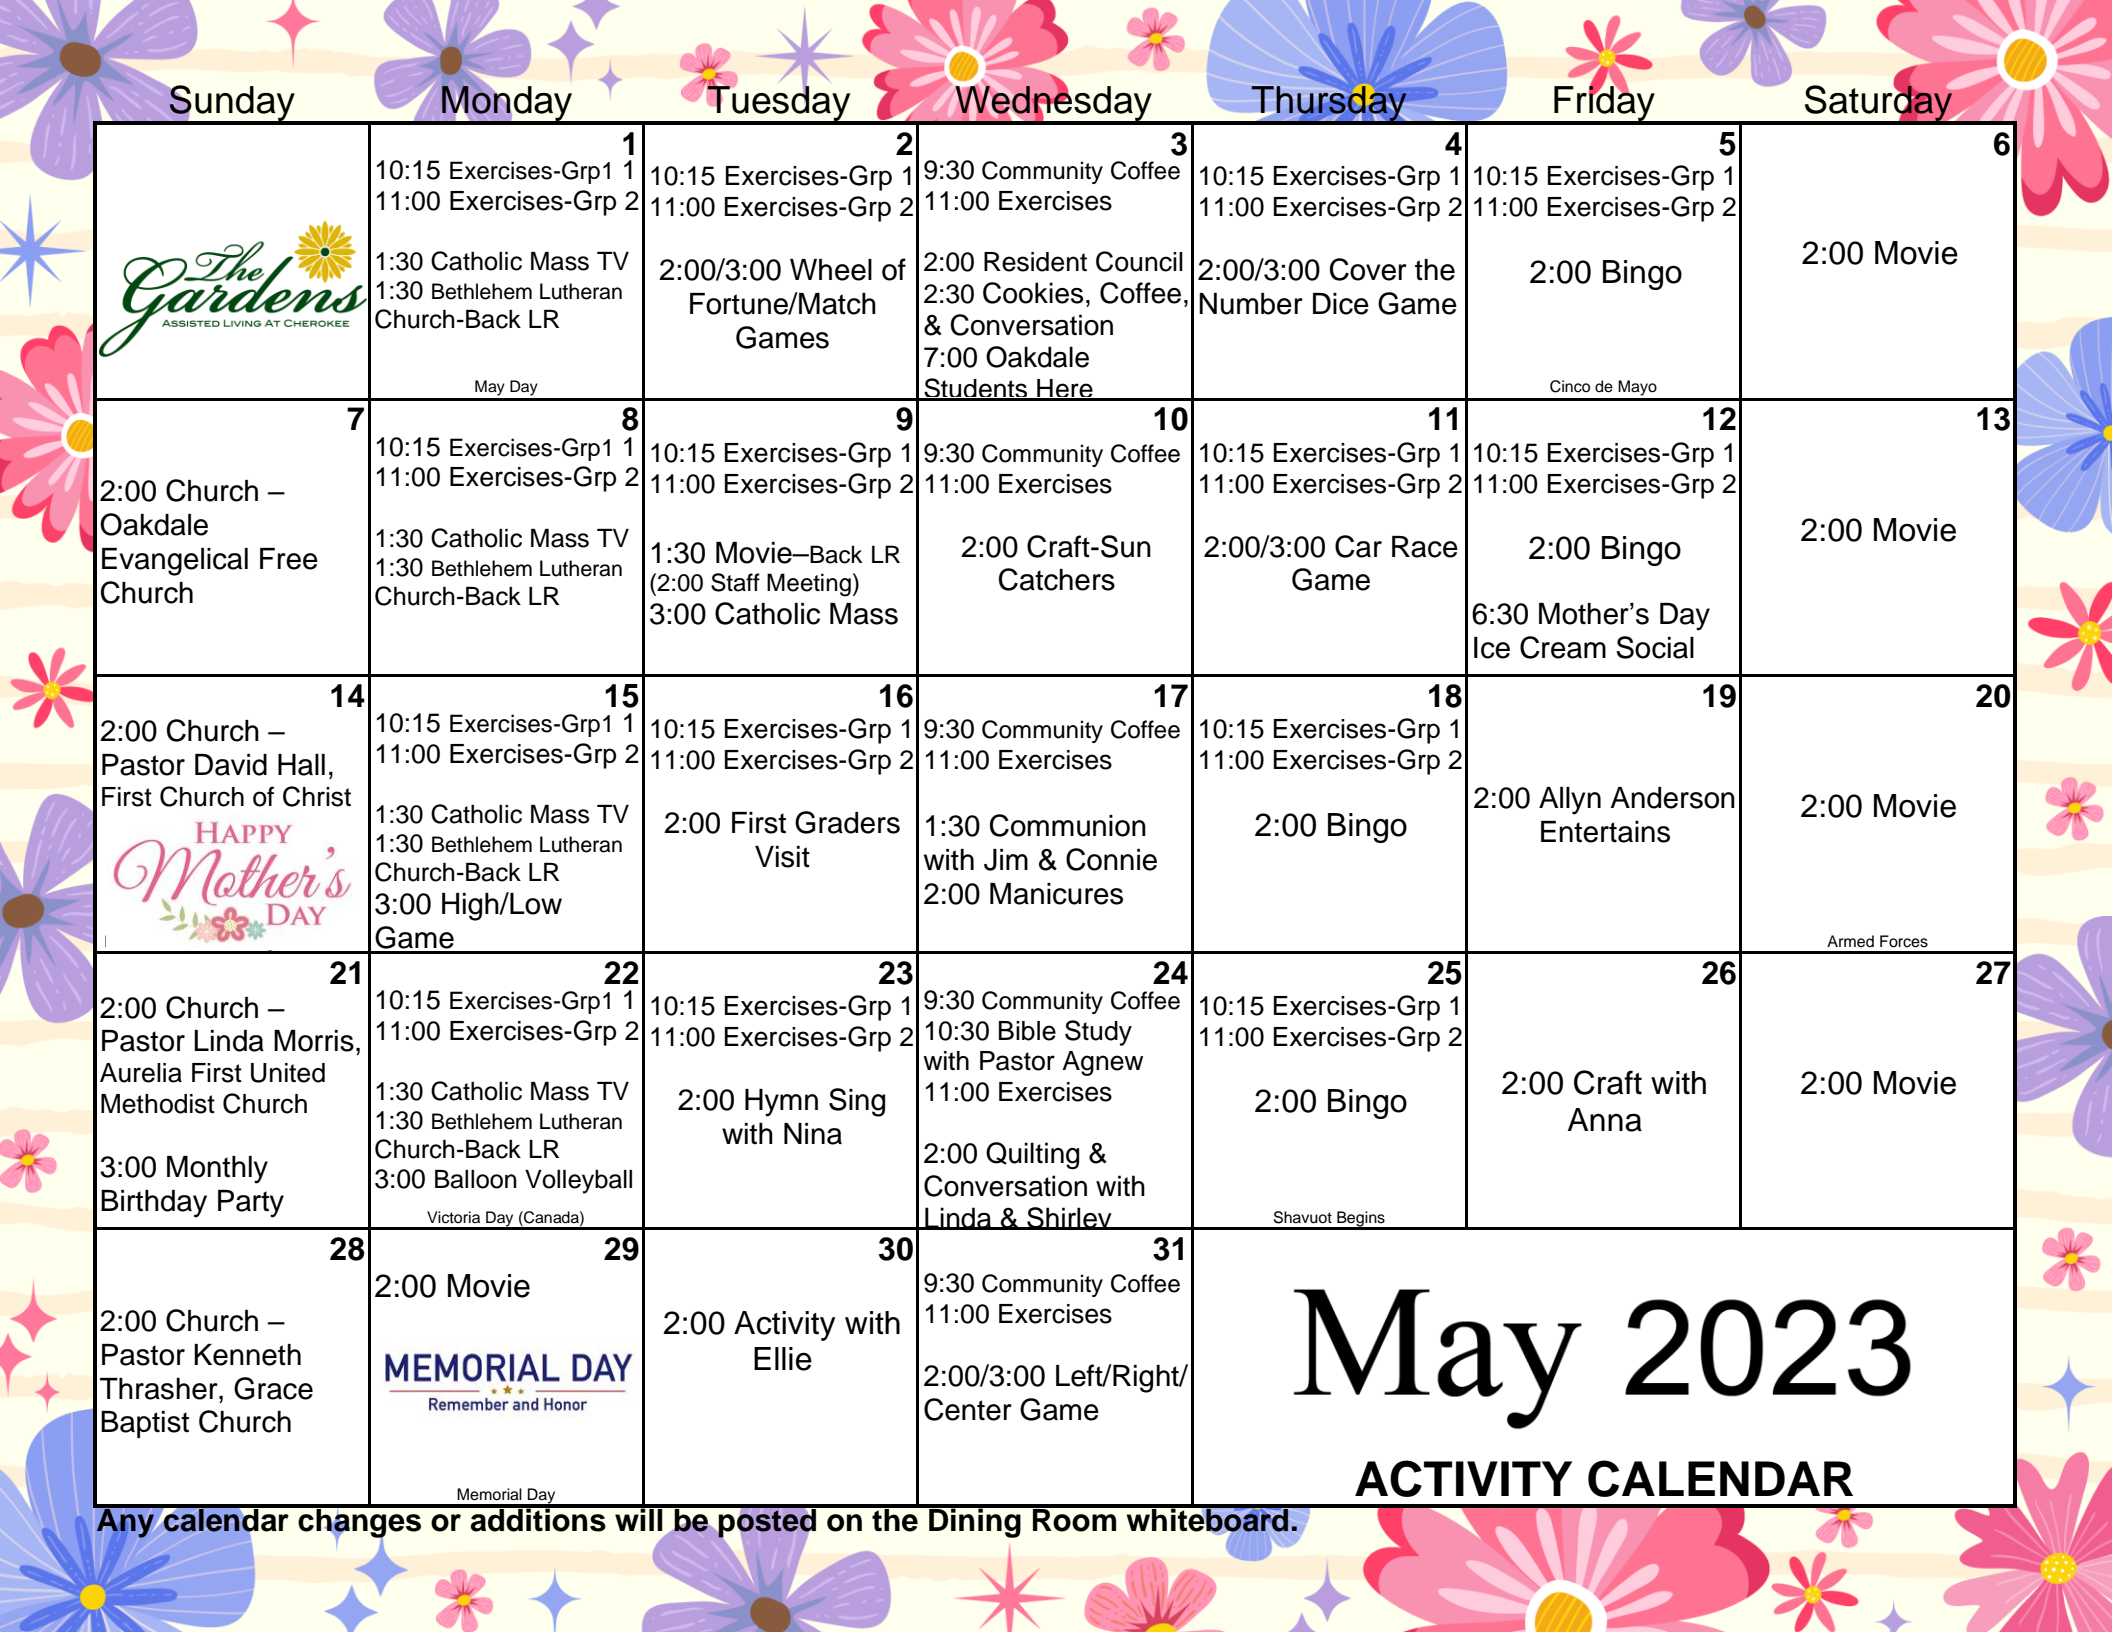 Sunday Monday Tuesday Wednesday Thursday Friday Saturday
The
Gardens
ASSISTED LIVING AT CHEROKEE
1
10:15 Exercises-Grp1 1
11:00 Exercises-Grp 2
1:30 Catholic Mass TV
1:30 Bethlehem Lutheran
Church-Back LR
May Day
2
10:15 Exercises-Grp 1
11:00 Exercises-Grp 2
2:00/3:00 Wheel of
Fortune/Match
Games
3
9:30 Community Coffee
11:00 Exercises
2:00 Resident Council
2:30 Cookies, Coffee,
& Conversation
7:00 Oakdale
Students Here
4
10:15 Exercises-Grp 1
11:00 Exercises-Grp 2
2:00/3:00 Cover the
Number Dice Game
5
10:15 Exercises-Grp 1
11:00 Exercises-Grp 2
2:00 Bingo
Cinco de Mayo
6
2:00 Movie
7
2:00 Church –
Oakdale
Evangelical Free
Church
8
10:15 Exercises-Grp1 1
11:00 Exercises-Grp 2
1:30 Catholic Mass TV
1:30 Bethlehem Lutheran
Church-Back LR
9
10:15 Exercises-Grp 1
11:00 Exercises-Grp 2
1:30 Movie–Back LR
(2:00 Staff Meeting)
3:00 Catholic Mass
10
9:30 Community Coffee
11:00 Exercises
2:00 Craft-Sun
Catchers
11
10:15 Exercises-Grp 1
11:00 Exercises-Grp 2
2:00/3:00 Car Race
Game
12
10:15 Exercises-Grp 1
11:00 Exercises-Grp 2
2:00 Bingo
6:30 Mother’s Day
Ice Cream Social
13
2:00 Movie
14
2:00 Church –
Pastor David Hall,
First Church of Christ
HAPPY
Mother's
DAY
15
10:15 Exercises-Grp1 1
11:00 Exercises-Grp 2
1:30 Catholic Mass TV
1:30 Bethlehem Lutheran
Church-Back LR
3:00 High/Low
Game
16
10:15 Exercises-Grp 1
11:00 Exercises-Grp 2
2:00 First Graders
Visit
17
9:30 Community Coffee
11:00 Exercises
1:30 Communion
with Jim & Connie
2:00 Manicures
18
10:15 Exercises-Grp 1
11:00 Exercises-Grp 2
2:00 Bingo
19
2:00 Allyn Anderson
Entertains
20
2:00 Movie
Armed Forces
21
2:00 Church –
Pastor Linda Morris,
Aurelia First United
Methodist Church
3:00 Monthly
Birthday Party
22
10:15 Exercises-Grp1 1
11:00 Exercises-Grp 2
1:30 Catholic Mass TV
1:30 Bethlehem Lutheran
Church-Back LR
3:00 Balloon Volleyball
Victoria Day (Canada)
23
10:15 Exercises-Grp 1
11:00 Exercises-Grp 2
2:00 Hymn Sing
with Nina
24
9:30 Community Coffee
10:30 Bible Study
with Pastor Agnew
11:00 Exercises
2:00 Quilting &
Conversation with
Linda & Shirley
25
10:15 Exercises-Grp 1
11:00 Exercises-Grp 2
2:00 Bingo
Shavuot Begins
26
2:00 Craft with
Anna
27
2:00 Movie
28
2:00 Church –
Pastor Kenneth
Thrasher, Grace
Baptist Church
29
2:00 Movie
MEMORIAL DAY
Remember and Honor
Memorial Day
30
2:00 Activity with
Ellie
31
9:30 Community Coffee
11:00 Exercises
2:00/3:00 Left/Right/
Center Game
May 2023
ACTIVITY CALENDAR
Any calendar changes or additions will be posted on the Dining Room whiteboard.